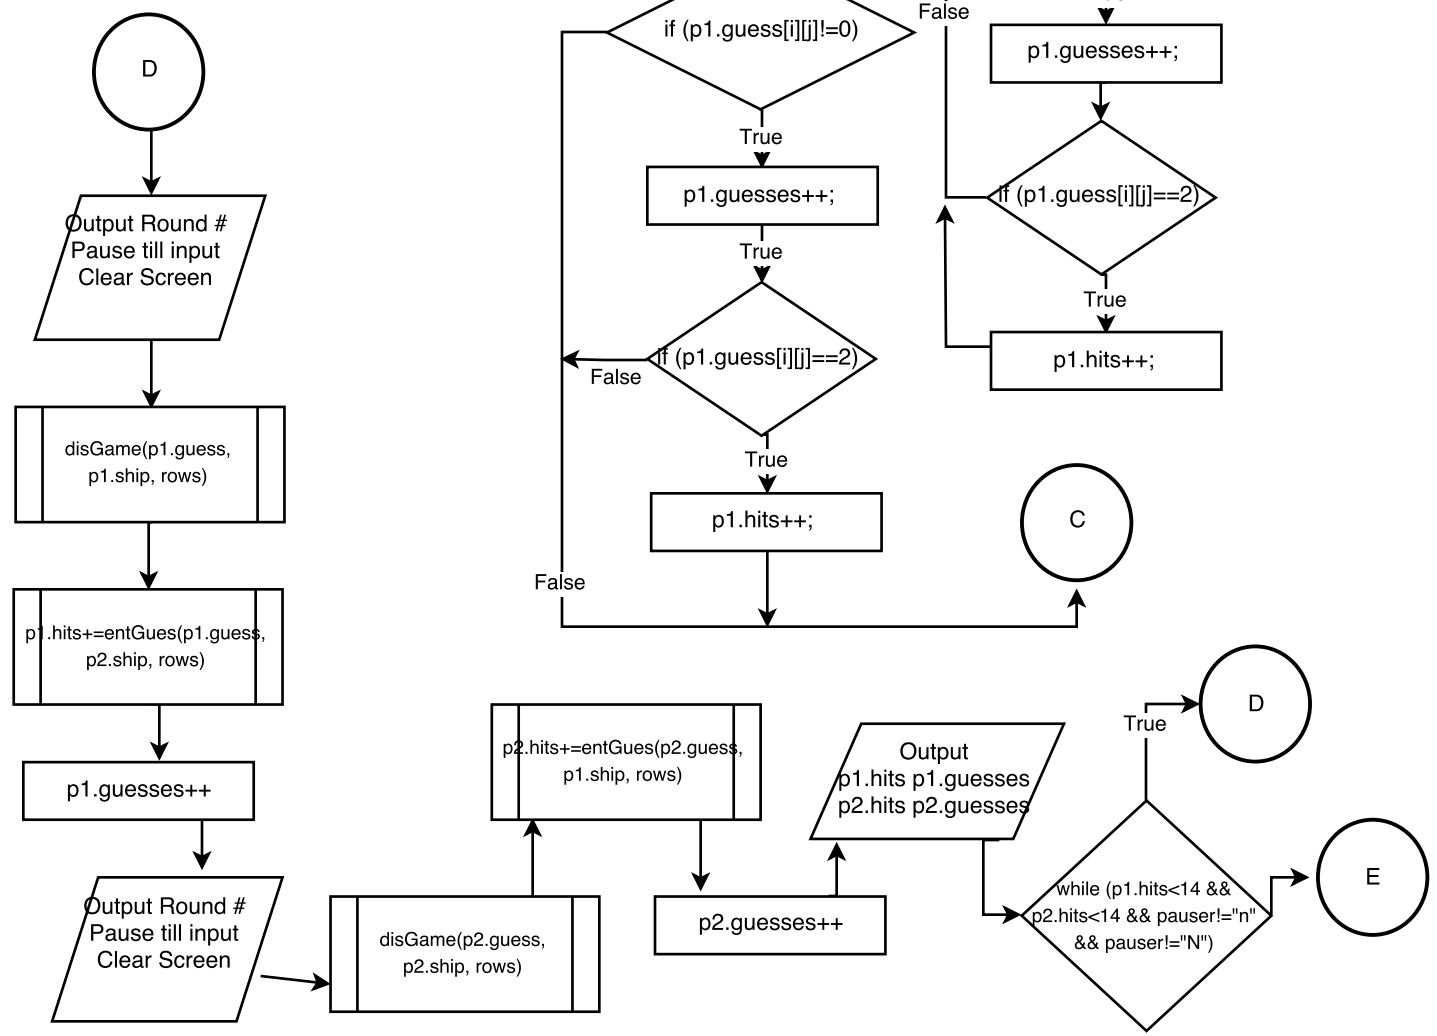 D
Output Round #
Pause till input
Clear Screen
disGame(p1.guess,
p1.ship, rows)
p1.hits+=entGues(p1.guess,
p2.ship, rows)
p1.guesses++
Output Round #
Pause till input
Clear Screen
disGame(p2.guess,
p2.ship, rows)
p2.hits+=entGues(p2.guess,
p1.ship, rows)
p2.guesses++
Output
p1.hits p1.guesses
p2.hits p2.guesses
while (p1.hits<14 &&
p2.hits<14 && pauser!="n"
&& pauser!="N")
True
D
E
if (p1.guess[i][j]!=0)
True
p1.guesses++;
True
if (p1.guess[i][j]==2)
False
True
p1.hits++;
False
C
False
p1.guesses++;
if (p1.guess[i][j]==2)
True
p1.hits++;